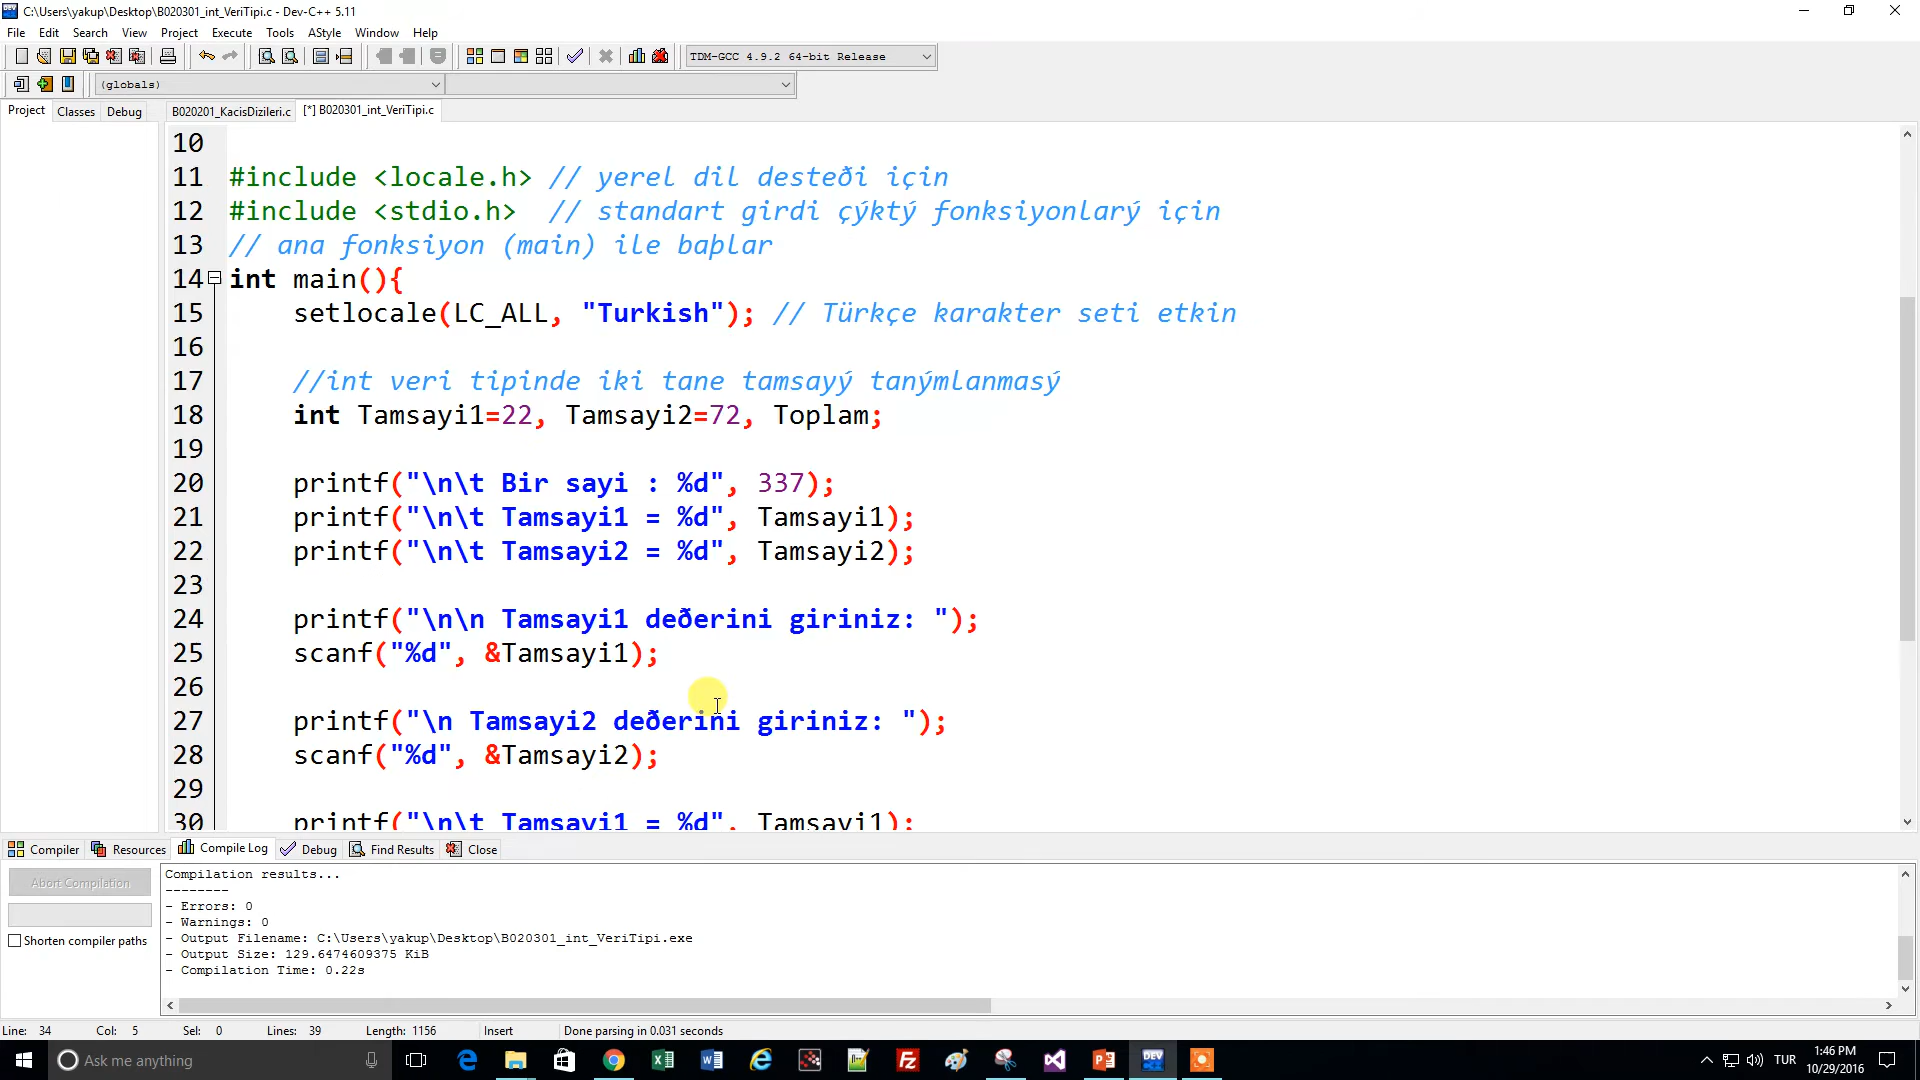 C:\Users\yakup\Desktop\B020301_int_VeriTipi.c - Dev-C++ 5.11
File Edit Search View Project Execute Tools AStyle Window Help
TDM-GCC 4.9.2 64-bit Release
(globals)
Project Classes Debug B020201_KacisDizileri.c [*] B020301_int_VeriTipi.c
10
11 #include <locale.h> // yerel dil desteði için
12 #include <stdio.h>  // standart girdi çýktý fonksiyonlarý için
13 // ana fonksiyon (main) ile baþlar
14 int main(){
15 setlocale(LC_ALL, "Turkish"); // Türkçe karakter seti etkin
16
17 //int veri tipinde iki tane tamsayý tanýmlanmasý
18 int Tamsayi1=22, Tamsayi2=72, Toplam;
19
20 printf("\n\t Bir sayi : %d", 337);
21 printf("\n\t Tamsayi1 = %d", Tamsayi1);
22 printf("\n\t Tamsayi2 = %d", Tamsayi2);
23
24 printf("\n\n Tamsayi1 deðerini giriniz: ");
25 scanf("%d", &Tamsayi1);
26
27 printf("\n Tamsayi2 deðerini giriniz: ");
28 scanf("%d", &Tamsayi2);
29
30 printf("\n\t Tamsayi1 = %d", Tamsayi1);
Compiler Resources Compile Log Debug Find Results Close
Abort Compilation
Shorten compiler paths
Compilation results...
--------
- Errors: 0
- Warnings: 0
- Output Filename: C:\Users\yakup\Desktop\B020301_int_VeriTipi.exe
- Output Size: 129.6474609375 KiB
- Compilation Time: 0.22s
Line: 34 Col: 5 Sel: 0 Lines: 39 Length: 1156 Insert Done parsing in 0.031 seconds
Ask me anything
DEV
TUR
1:46 PM
10/29/2016